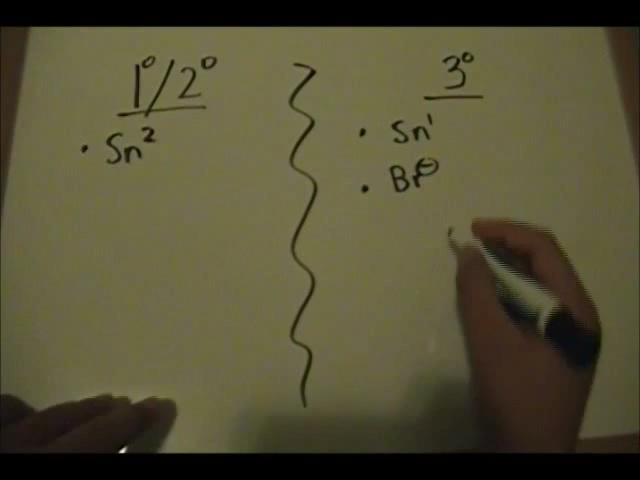 1°/2°
• Sn²
3°
• Sn¹
• Br⊖